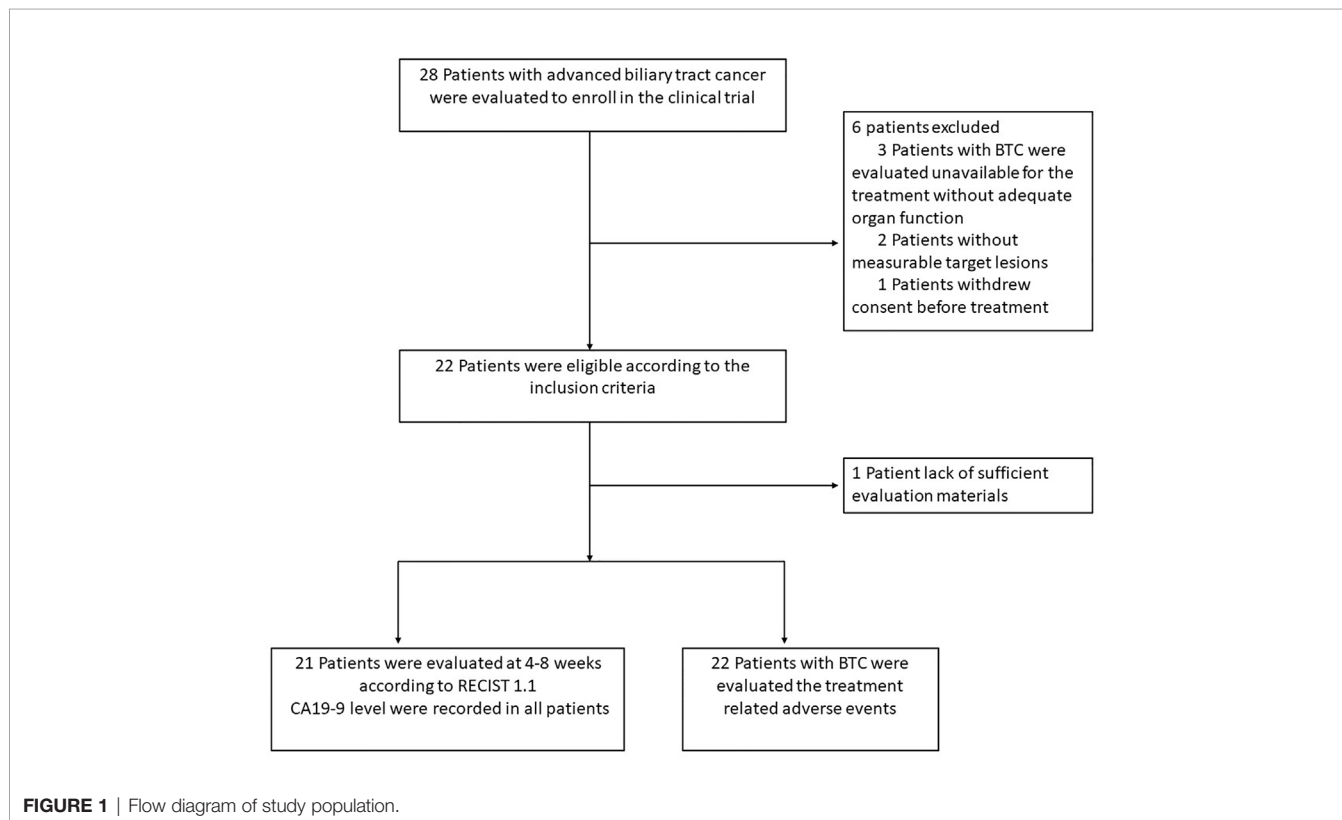 28 Patients with advanced biliary tract cancer
were evaluated to enroll in the clinical trial
6 patients excluded
3 Patients with BTC were
evaluated unavailable for the
treatment without adequate
organ function
2 Patients without
measurable target lesions
1 Patients withdrew
consent before treatment
22 Patients were eligible according to the
inclusion criteria
1 Patient lack of sufficient
evaluation materials
21 Patients were evaluated at 4-8 weeks
according to RECIST 1.1
CA19-9 level were recorded in all patients
22 Patients with BTC were
evaluated the treatment
related adverse events
FIGURE 1 | Flow diagram of study population.